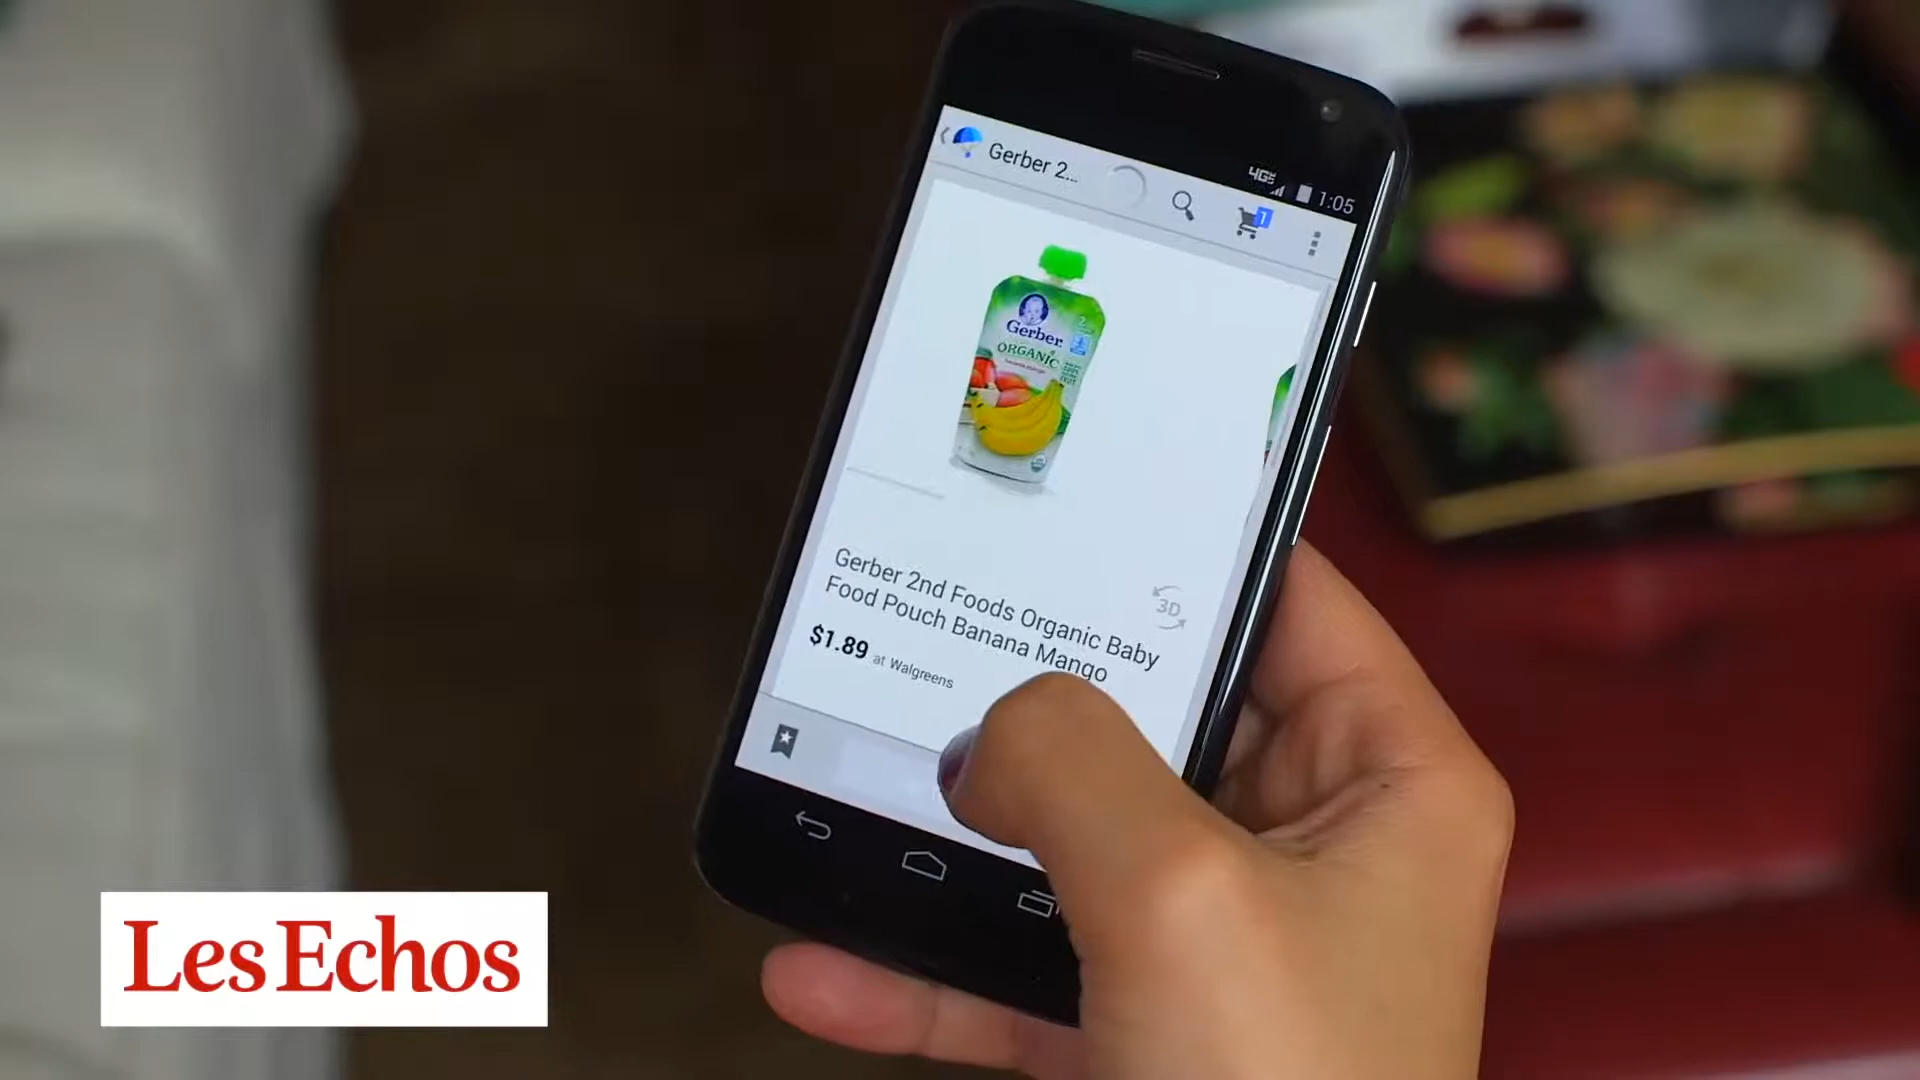 Gerber 2...
4G
1:05
1
Gerber
ORGANIC
Gerber 2nd Foods Organic Baby
Food Pouch Banana Mango
3D
$1.89 at Walgreens
Les Echos